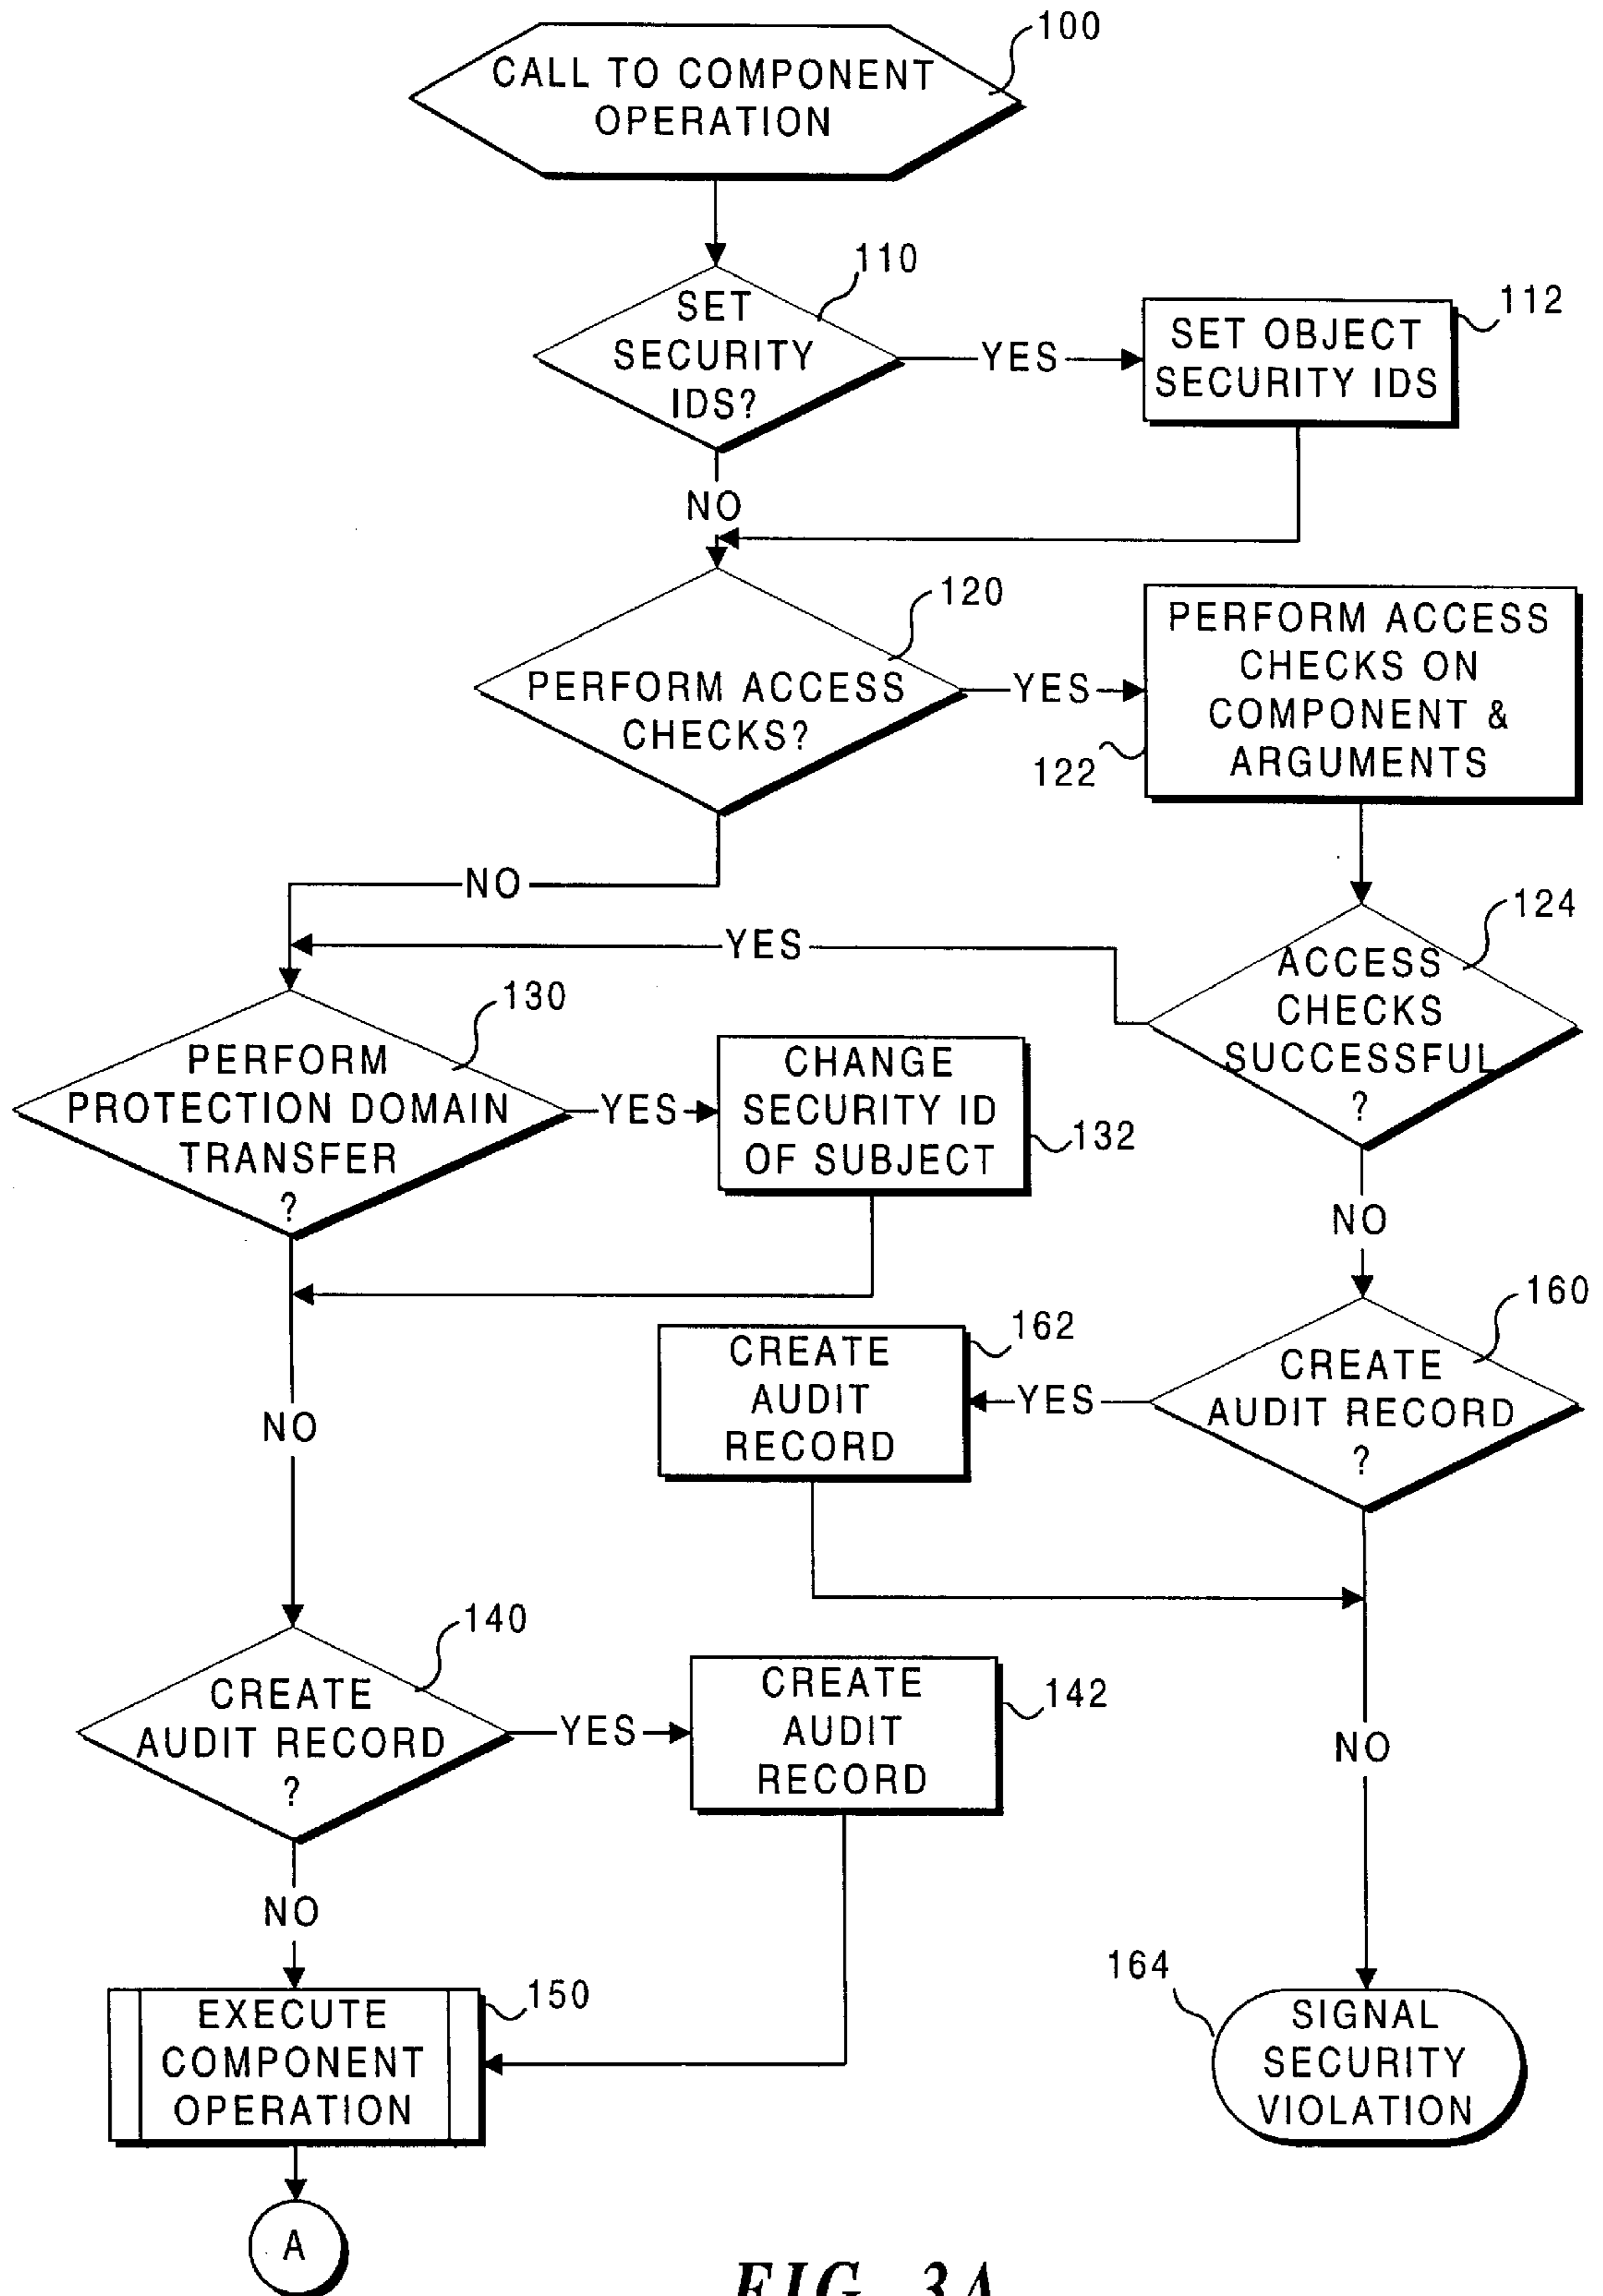 100
CALL TO COMPONENT
OPERATION
110
SET
SECURITY
IDS?
YES
112
SET OBJECT
SECURITY IDS
NO
120
PERFORM ACCESS
CHECKS?
YES
PERFORM ACCESS
CHECKS ON
COMPONENT &
ARGUMENTS
122
NO
124
ACCESS
CHECKS
SUCCESSFUL
?
YES
130
PERFORM
PROTECTION DOMAIN
TRANSFER
?
YES
CHANGE
SECURITY ID
OF SUBJECT
132
NO
160
CREATE
AUDIT RECORD
?
YES
162
CREATE
AUDIT
RECORD
NO
140
CREATE
AUDIT RECORD
?
YES
142
CREATE
AUDIT
RECORD
NO
NO
150
EXECUTE
COMPONENT
OPERATION
164
SIGNAL
SECURITY
VIOLATION
A
FIG. 3A